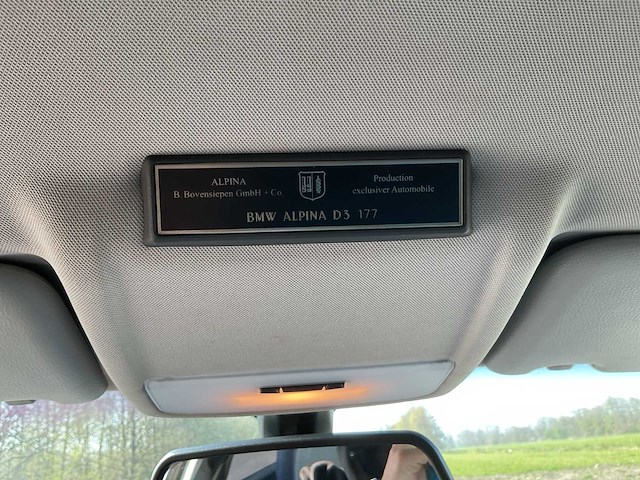 ALPINA
B. Bovensiepen GmbH + Co
Production
exclusiver Automobile
BMW ALPINA D3 177